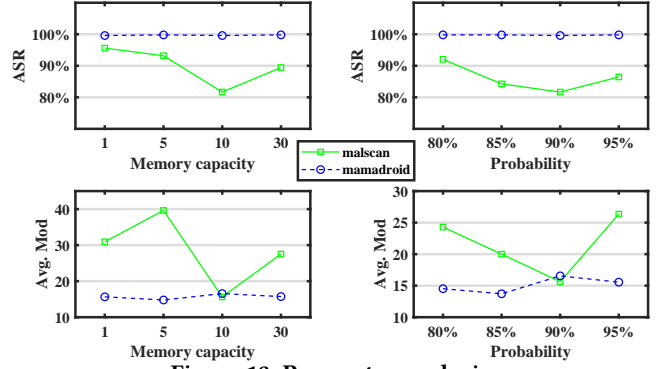 100%
90%
80%
ASR
1 5 10 30
Memory capacity
100%
90%
80%
ASR
80% 85% 90% 95%
Probability
malscan
mamadroid
40
30
20
10
Avg. Mod
1 5 10 30
Memory capacity
30
25
20
15
10
Avg. Mod
80% 85% 90% 95%
Probability